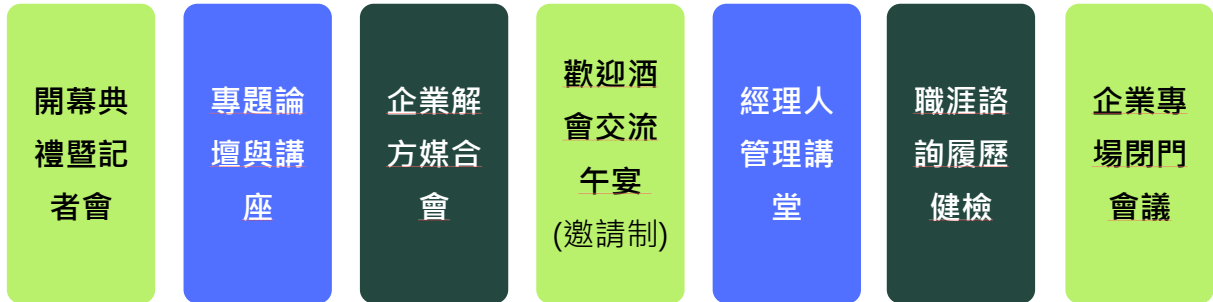 開幕典
禮暨記
者會
專題論
壇與講
座
企業解
方媒合
會
歡迎酒
會交流
午宴
(邀請制)
經理人
管理講
堂
職涯諮
詢履歷
健檢
企業專
場閉門
會議